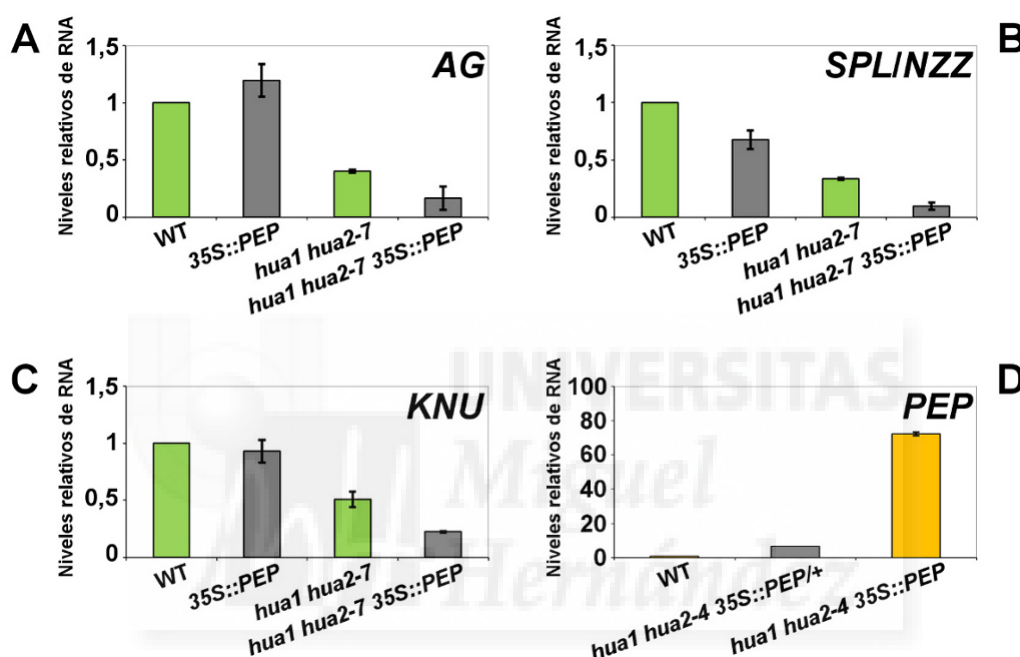 A
Niveles relativos de RNA
1,5
1
0,5
0
AG
WT
35S::PEP
hua1 hua2-7
hua1 hua2-7 35S::PEP
B
Niveles relativos de RNA
1,5
1
0,5
0
SPL/NZZ
WT
35S::PEP
hua1 hua2-7
hua1 hua2-7 35S::PEP
C
Niveles relativos de RNA
1,5
1
0,5
0
KNU
WT
35S::PEP
hua1 hua2-7
hua1 hua2-7 35S::PEP
D
Niveles relativos de RNA
100
80
60
40
20
0
PEP
WT
hua1 hua2-4 35S::PEP/+
hua1 hua2-4 35S::PEP
UNIVERSITAS
Miguel
Hernández